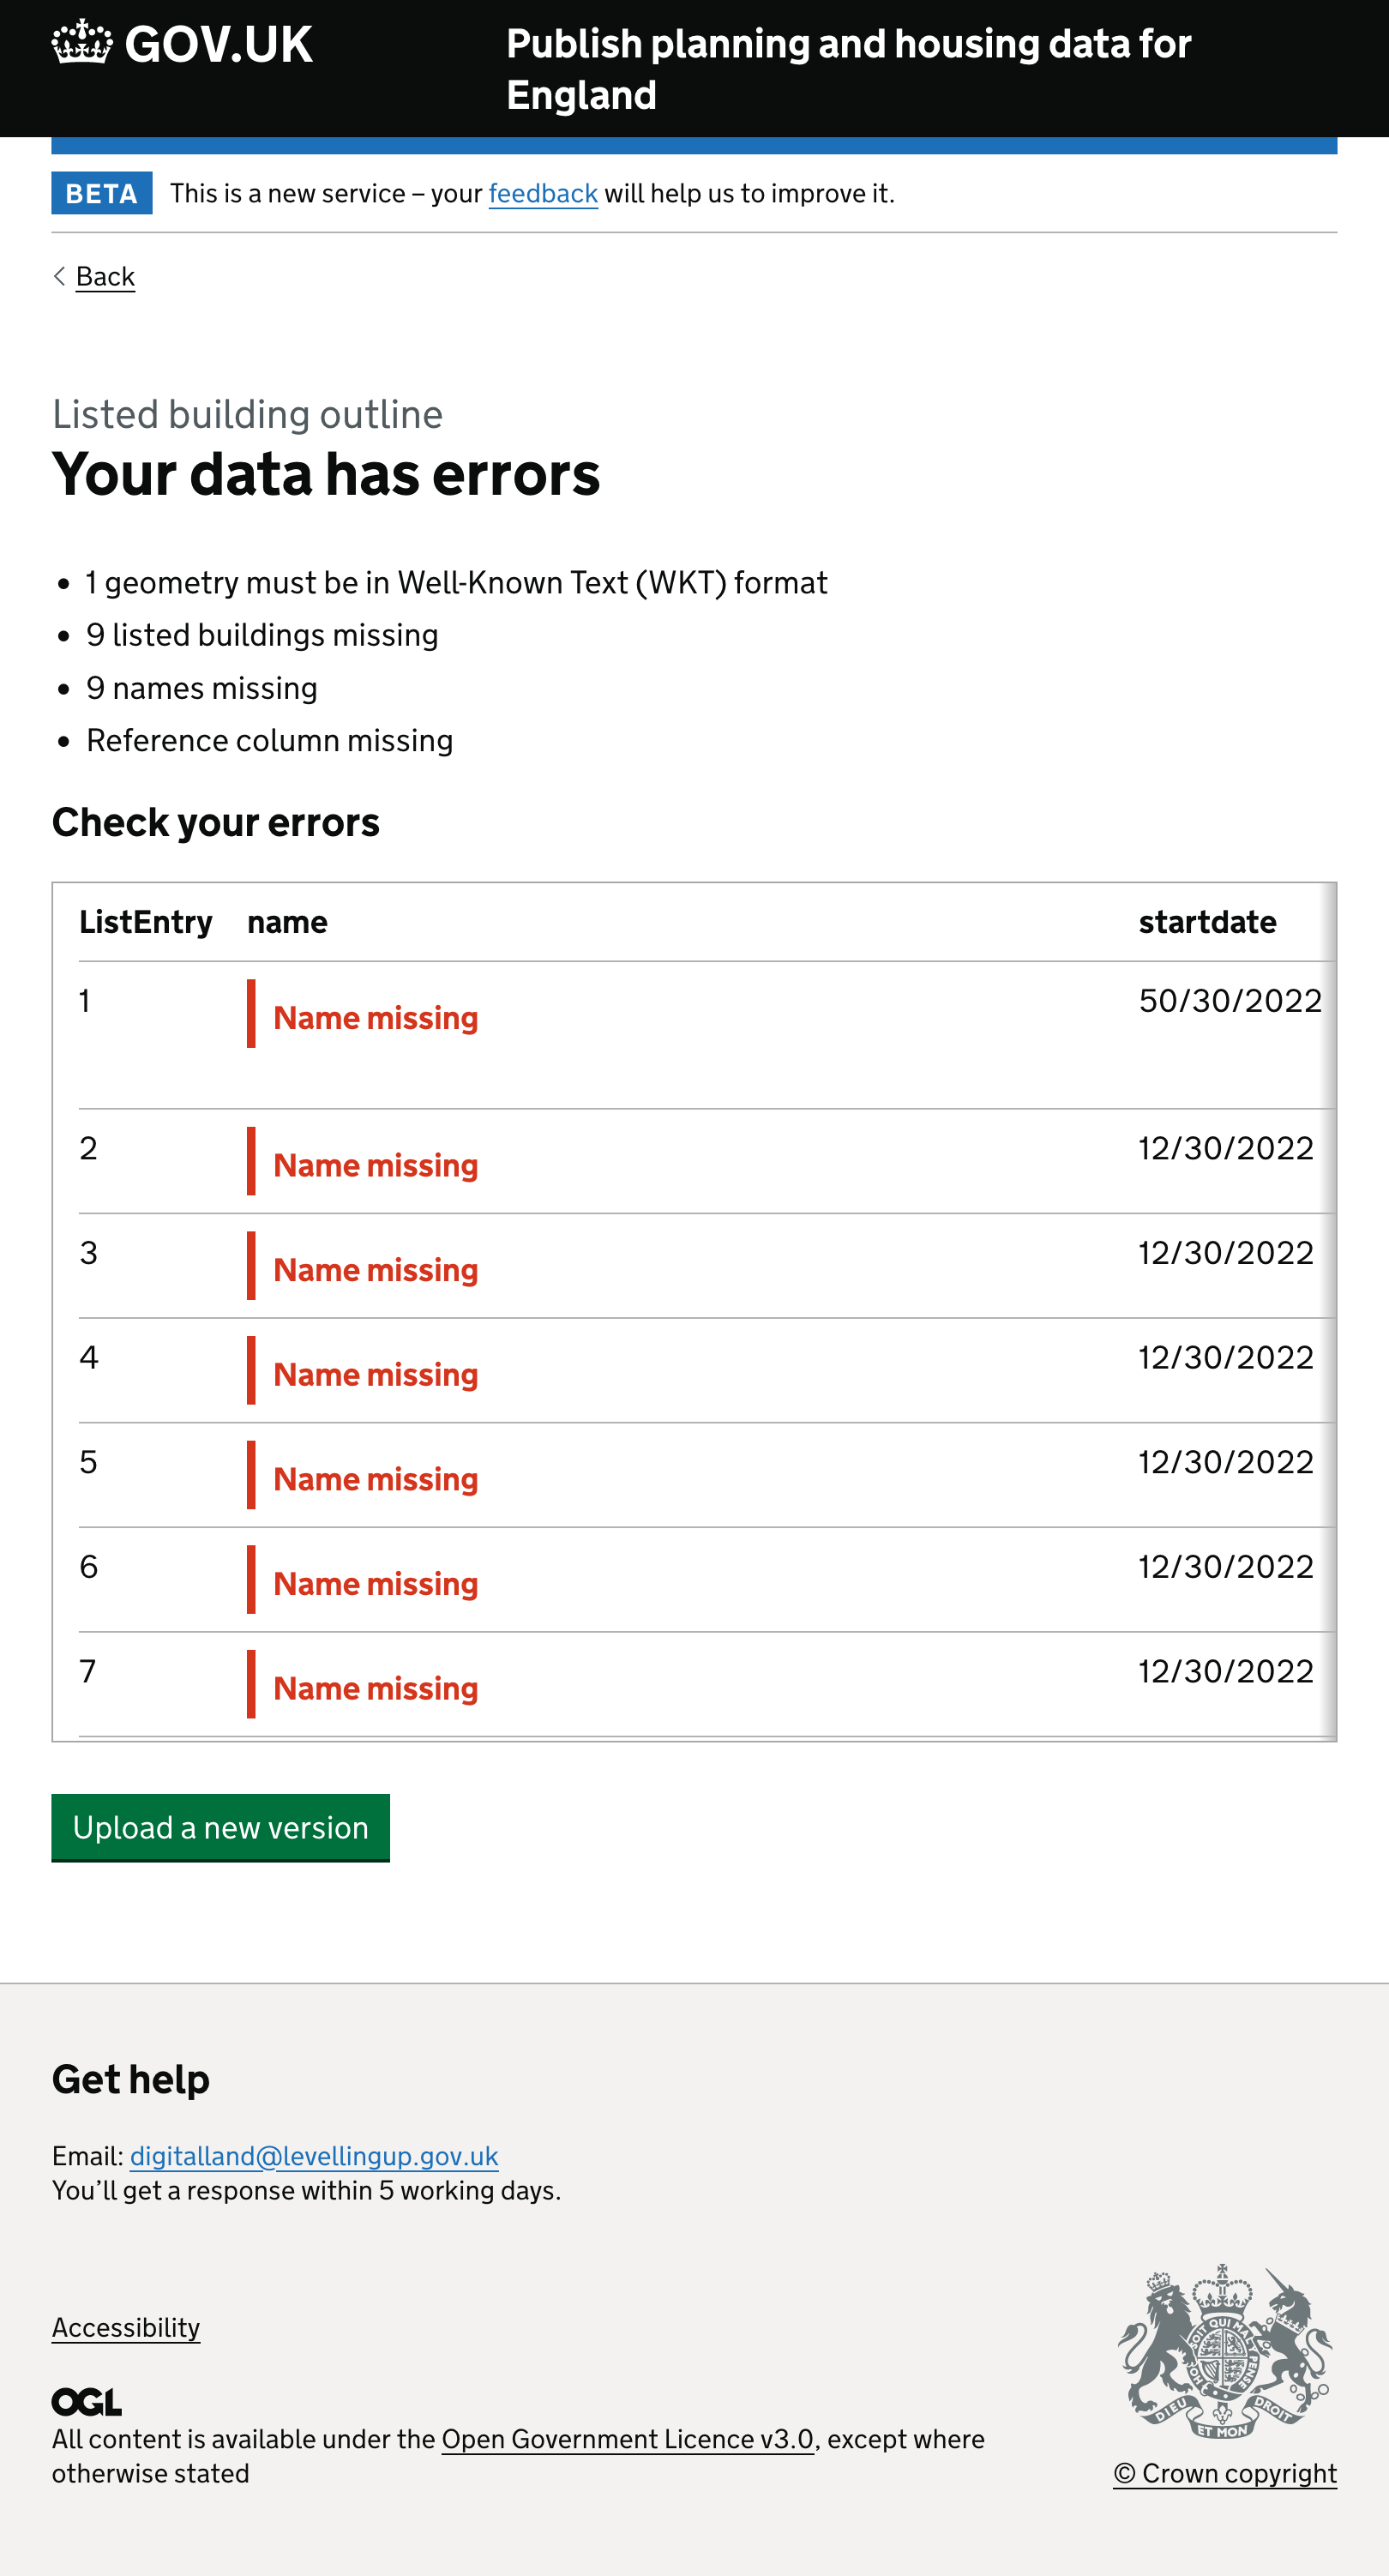 GOV.UK
Publish planning and housing data for
England
BETA This is a new service – your feedback will help us to improve it.
Back
Listed building outline
Your data has errors
• 1 geometry must be in Well-Known Text (WKT) format
• 9 listed buildings missing
• 9 names missing
• Reference column missing
Check your errors
ListEntry name startdate
1 Name missing 50/30/2022
2 Name missing 12/30/2022
3 Name missing 12/30/2022
4 Name missing 12/30/2022
5 Name missing 12/30/2022
6 Name missing 12/30/2022
7 Name missing 12/30/2022
Upload a new version
Get help
Email: digitalland@levellingup.gov.uk
You’ll get a response within 5 working days.
Accessibility
OGL
All content is available under the Open Government Licence v3.0, except where
otherwise stated
SOIT QUI MAL PENSE
DIEU ET MON DROIT
© Crown copyright